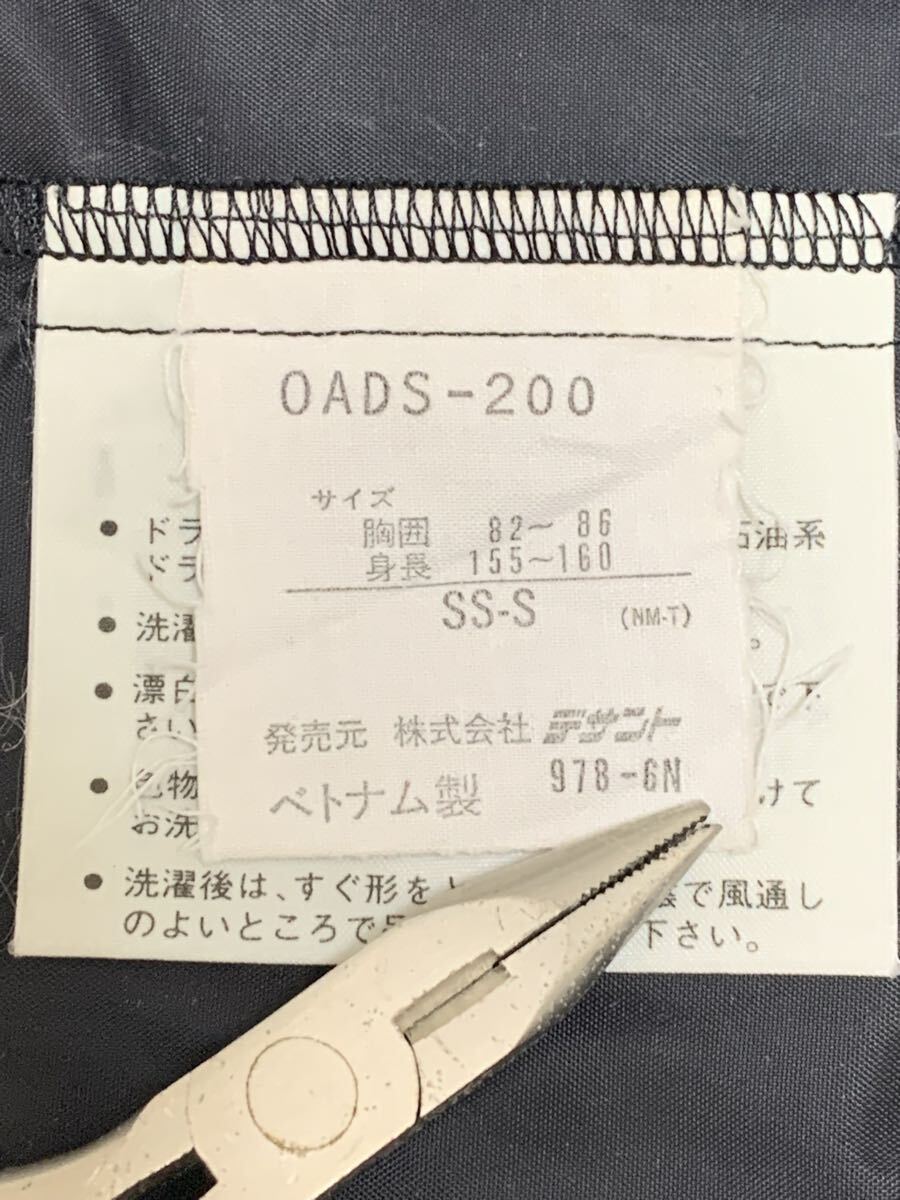 OADS-200
サイズ
胸囲 82～ 86
身長 155～160
SS-S (NM-T)
発売元 株式会社 デサント
978-6N
ベトナム製
● ドラ 石油系
ドラ
● 洗濯 。
● 漂白 で下
さい
● 色物 けて
お洗
● 洗濯後は、すぐ形を で風通し
のよいところで 下さい。